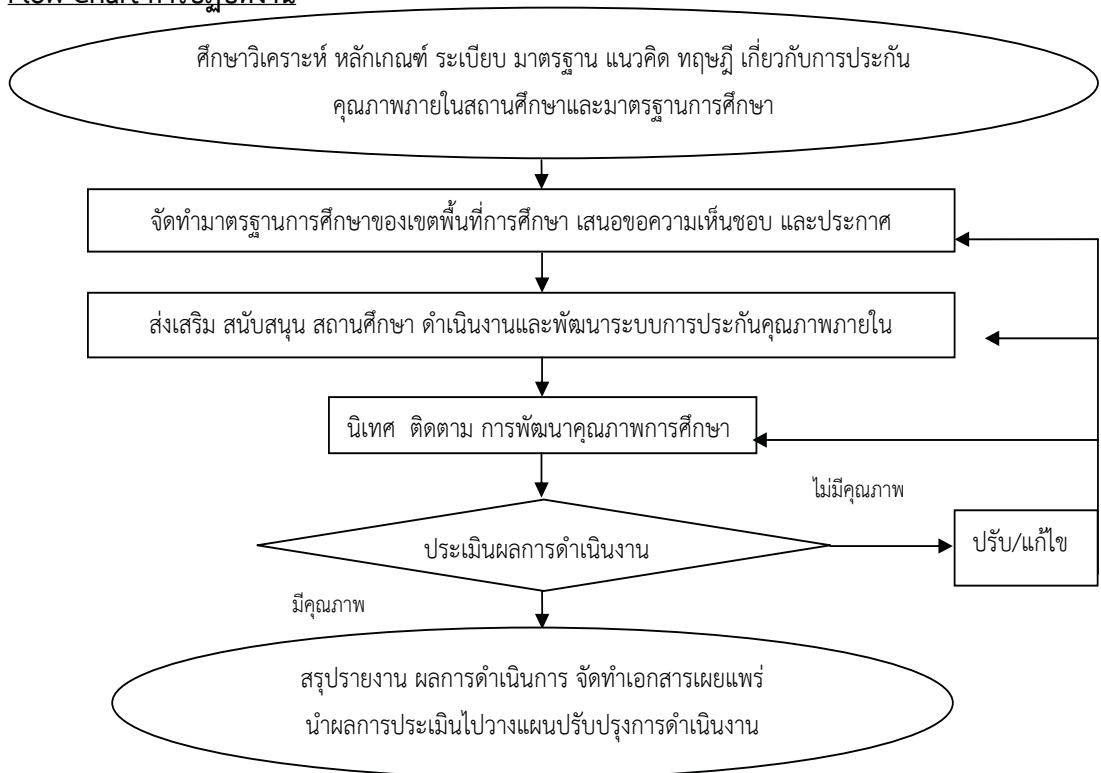 Flow Chart การปฏิบัติงาน
ศึกษาวิเคราะห์ หลักเกณฑ์ ระเบียบ มาตรฐาน แนวคิด ทฤษฎี เกี่ยวกับการประกัน
คุณภาพภายในสถานศึกษาและมาตรฐานการศึกษา
จัดทำมาตรฐานการศึกษาของเขตพื้นที่การศึกษา เสนอขอความเห็นชอบ และประกาศ
ส่งเสริม สนับสนุน สถานศึกษา ดำเนินงานและพัฒนาระบบการประกันคุณภาพภายใน
นิเทศ ติดตาม การพัฒนาคุณภาพการศึกษา
ไม่มีคุณภาพ
ประเมินผลการดำเนินงาน
ปรับ/แก้ไข
มีคุณภาพ
สรุปรายงาน ผลการดำเนินการ จัดทำเอกสารเผยแพร่
นำผลการประเมินไปวางแผนปรับปรุงการดำเนินงาน